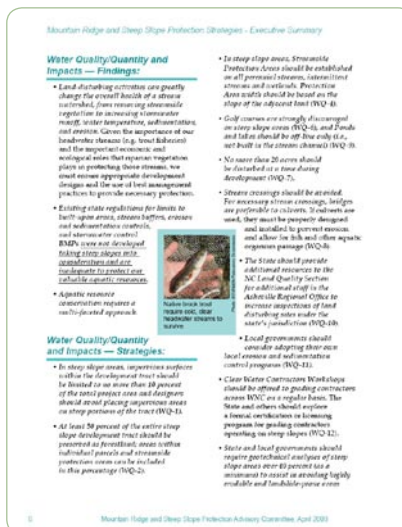 Mountain Ridge and Steep Slope Protection Strategies - Executive Summary
Water Quality/Quantity and
Impacts — Findings:
• Land-disturbing activities can greatly
change the overall health of a stream
watershed, from removing streamside
vegetation to increasing stormwater
runoff, water temperature, sedimentation,
and erosion. Given the importance of our
headwater streams (e.g. trout fisheries)
and the important economic and
ecological roles that riparian vegetation
plays in protecting those streams, we
must ensure appropriate development
designs and the use of best management
practices to provide necessary protection.
• Existing state regulations for limits to
built-upon areas, stream buffers, erosion
and sedimentation controls,
and stormwater control
BMPs were not developed
taking steep slopes into
consideration and are
inadequate to protect our
valuable aquatic resources.
• Aquatic resource
conservation requires a
multi-faceted approach
Native brook trout
require cold, clear
headwater streams to
survive
Water Quality/Quantity
and Impacts — Strategies:
• In steep slope areas, impervious surfaces
within the development tract should
be limited to no more than 10 percent
of the total project area and designers
should avoid placing impervious areas
on steep portions of the tract (WQ-1).
• At least 50 percent of the entire steep
slope development tract should be
preserved as forestland; areas within
individual parcels and streamside
protection areas can be included
in this percentage (WQ-2).
• In steep slope areas, Streamside
Protection Areas should be established
on all perennial streams, intermittent
streams and wetlands. Protection
Area widths should be based on the
slope of the adjacent land (WQ-4).
• Golf courses are strongly discouraged
on steep slope areas (WQ-6), and Ponds
and lakes should be off-line only (i.e.,
not built in the stream channel) (WQ-9).
• No more than 20 acres should
be disturbed at a time during
development (WQ-7).
• Stream crossings should be avoided.
For necessary stream crossings, bridges
are preferable to culverts. If culverts are
used, they must be properly designed
and installed to prevent erosion
and allow for fish and other aquatic
organism passage (WQ-8)
• The State should provide
additional resources to the
NC Land Quality Section
for additional staff in the
Asheville Regional Office to
increase inspections of land
disturbing sites under the
state's jurisdiction (WQ-10)
• Local governments should
consider adopting their own
local erosion and sedimentation
control programs (WQ-11).
• Clear Water Contractors Workshops
should be offered to grading contractors
across WNC on a regular basis. The
State and others should explore
a formal certification or licensing
program for grading contractors
operating on steep slopes (WQ-12).
• State and local governments should
require geotechnical analyses of steep
slope areas over 45 percent (as a
minimum) to assist in avoiding highly
erodible and landslide-prone areas
Mountain Ridge and Steep Slope Protection Advisory Committee, April 2009